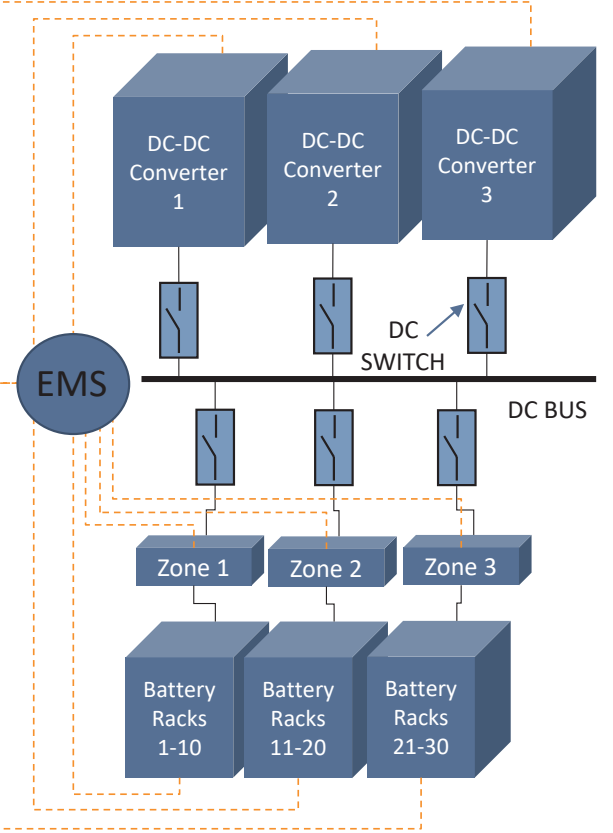 DC-DC
Converter
1
DC-DC
Converter
2
DC-DC
Converter
3
DC
SWITCH
EMS
DC BUS
Zone 1
Zone 2
Zone 3
Battery
Racks
1-10
Battery
Racks
11-20
Battery
Racks
21-30